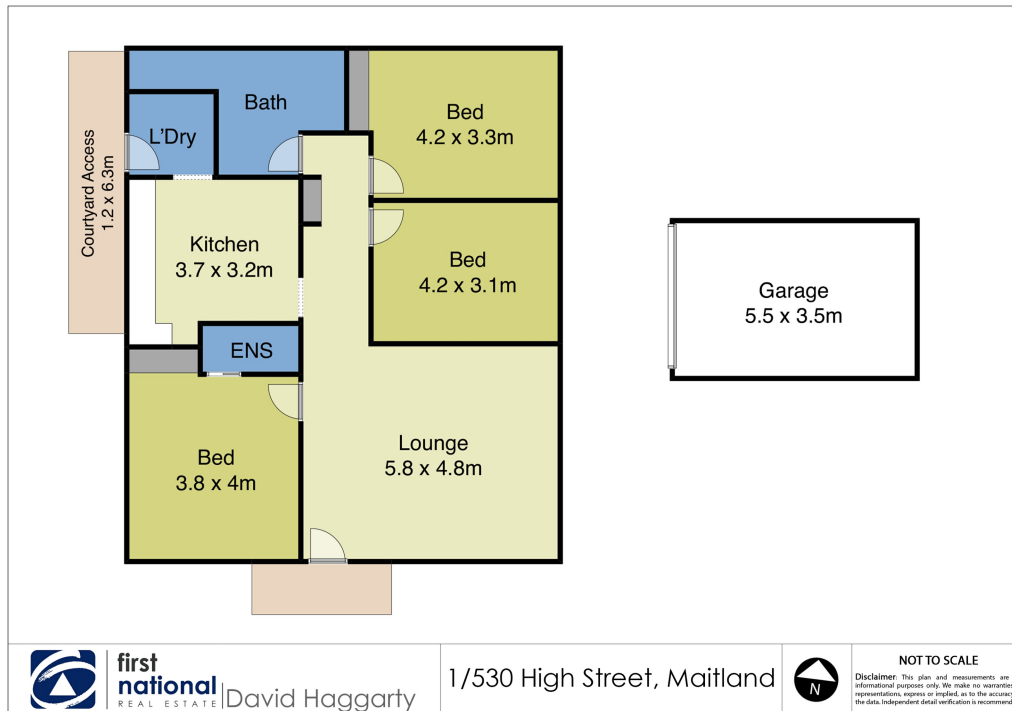 Bath
L'Dry
Bed
4.2 x 3.3m
Courtyard Access
1.2 x 6.3m
Kitchen
3.7 x 3.2m
Bed
4.2 x 3.1m
Garage
5.5 x 3.5m
ENS
Bed
3.8 x 4m
Lounge
5.8 x 4.8m
first
national
REAL ESTATE
David Haggarty
1/530 High Street, Maitland
N
NOT TO SCALE
Disclaimer: This plan and measurements are
informational purposes only. We make no warranties
representations, express or implied, as to the accuracy
the data. Independent detail verification is recommend